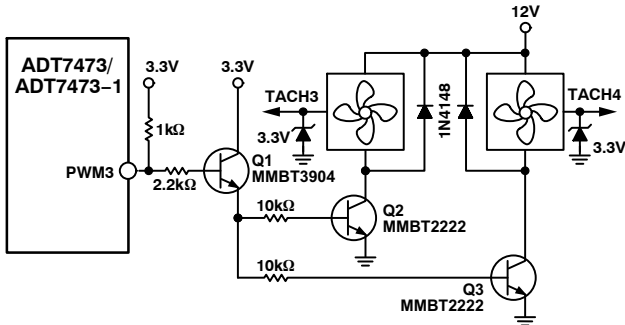 12V
ADT7473/
ADT7473–1
3.3V
3.3V
TACH3
1N4148
TACH4
1kΩ
3.3V
3.3V
Q1
MMBT3904
PWM3
2.2kΩ
10kΩ
Q2
MMBT2222
10kΩ
Q3
MMBT2222